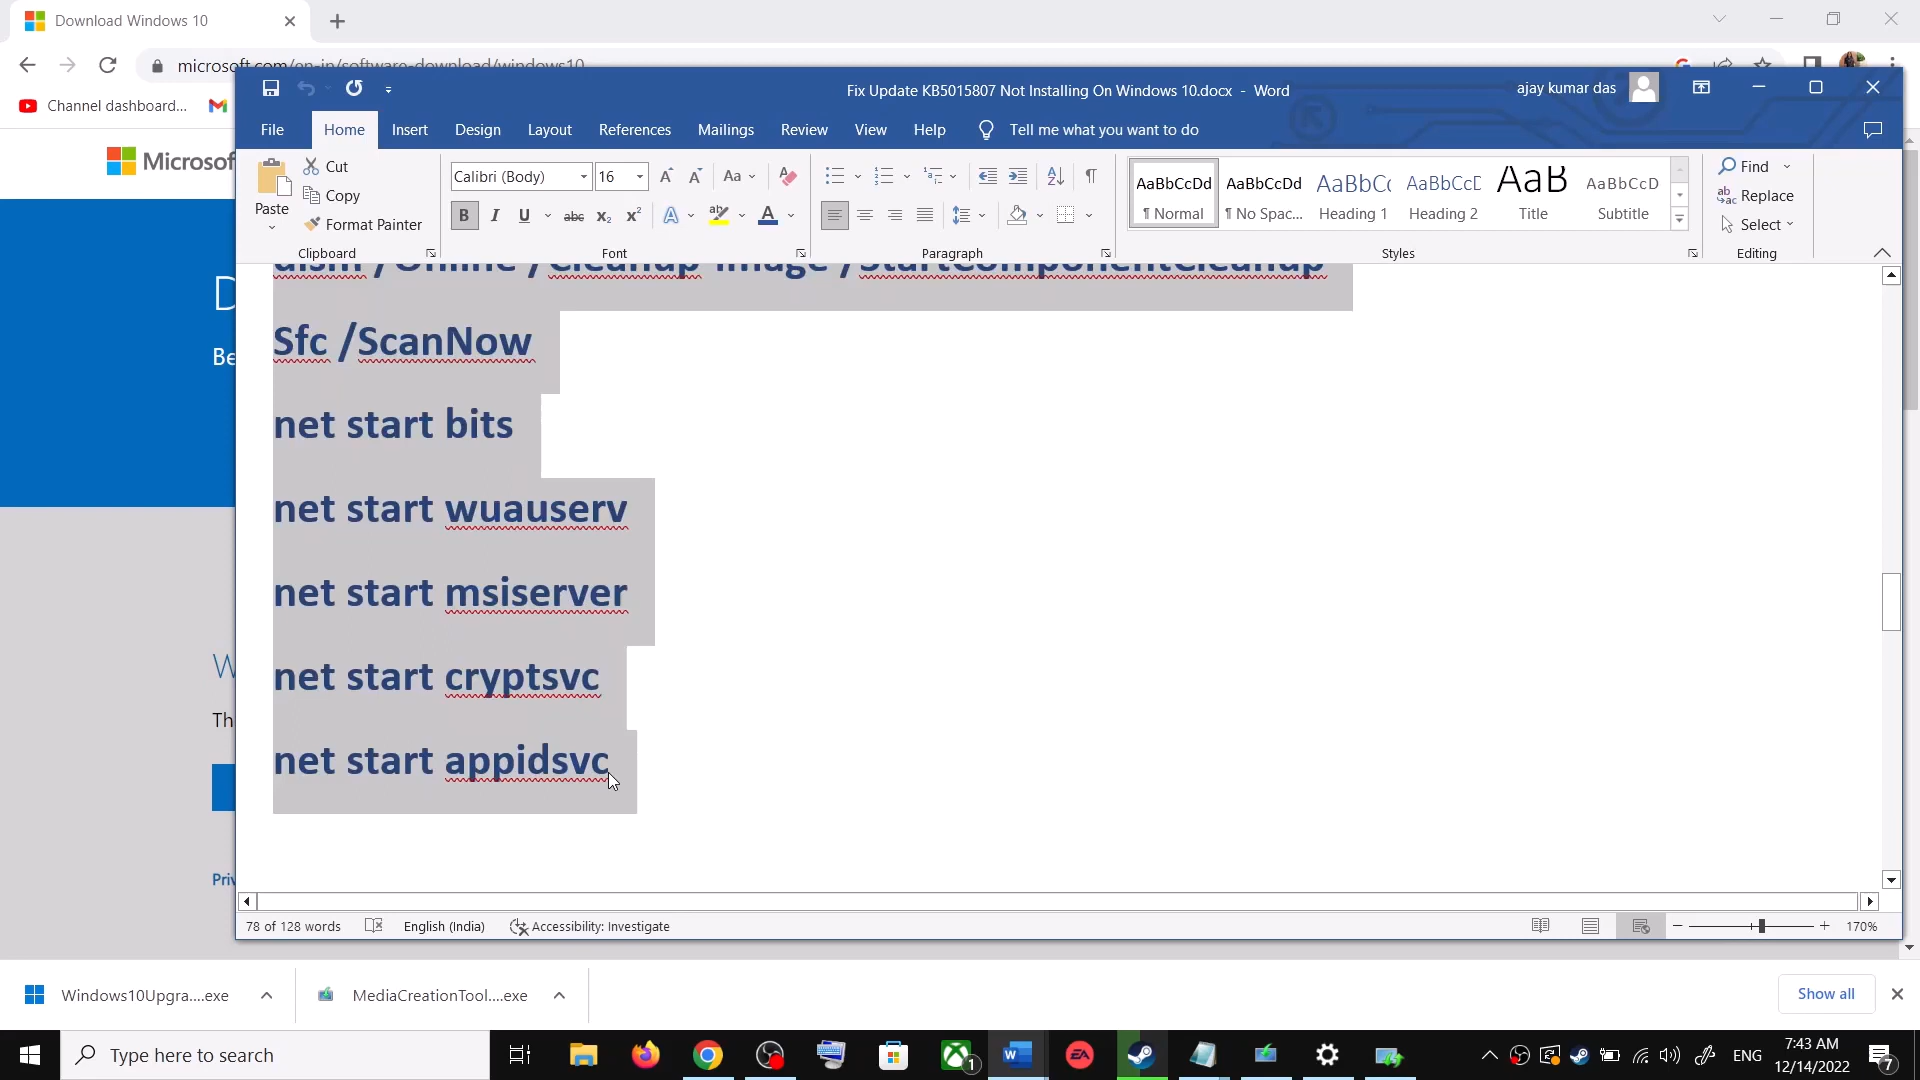 Download Windows 10
microsoft.com/en-in/software-download/windows10
Channel dashboard...
Fix Update KB5015807 Not Installing On Windows 10.docx - Word
ajay kumar das
File Home Insert Design Layout References Mailings Review View Help Tell me what you want to do
Paste
Cut
Copy
Format Painter
Clipboard
Calibri (Body) 16
Font
Paragraph
AaBbCcDd AaBbCcDd AaBbCc AaBbCcD AaB AaBbCcD
¶ Normal ¶ No Spac... Heading 1 Heading 2 Title Subtitle
Styles
Find
Replace
Select
Editing
Microsof
D
Be
W
Th
Priv
dism /Online /Cleanup-Image /StartComponentCleanup
Sfc /ScanNow
net start bits
net start wuauserv
net start msiserver
net start cryptsvc
net start appidsvc
78 of 128 words English (India) Accessibility: Investigate 170%
Windows10Upgra....exe MediaCreationTool....exe Show all
Type here to search
1
ENG
7:43 AM
12/14/2022
7